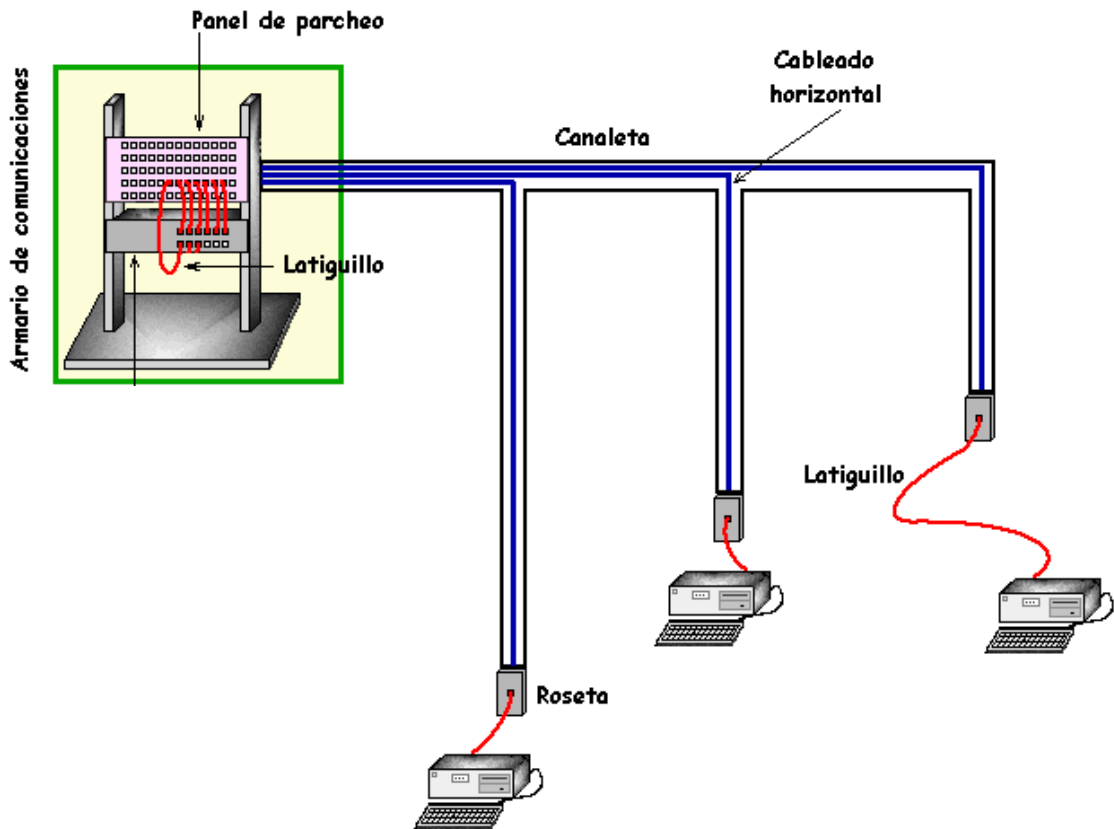 Panel de parcheo
Armario de comunicaciones
Cableado
horizontal
Canaleta
Latiguillo
Latiguillo
Roseta